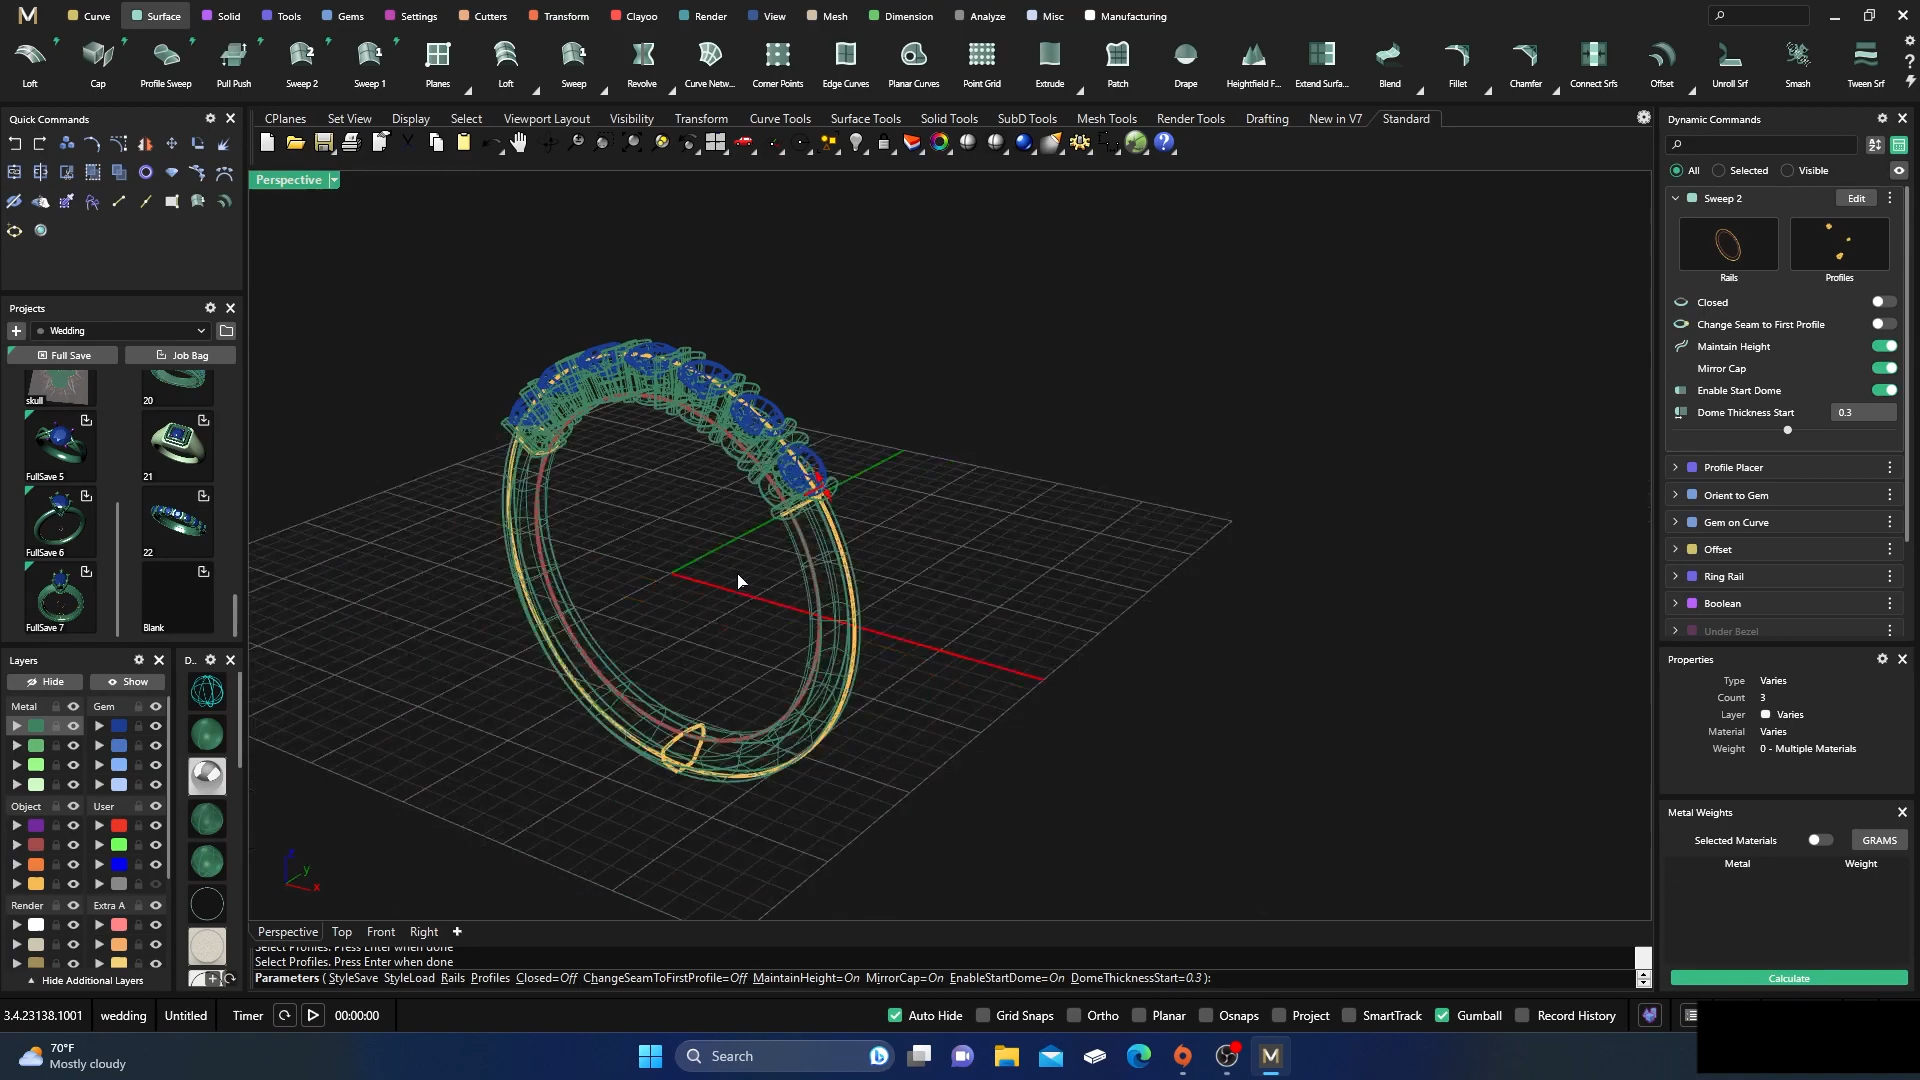 Curve Surface Solid Tools Gems Settings Cutters Transform Clayoo Render View Mesh Dimension Analyze Misc Manufacturing
Loft Cap Profile Sweep Pull Push Sweep 2 Sweep 1 Planes Loft Sweep Revolve Curve Netw... Corner Points Edge Curves Planar Curves Point Grid Extrude Patch Drape Heightfield F... Extend Surfa... Blend Fillet Chamfer Connect Srfs Offset Unroll Srf Smash Tween Srf
Quick Commands
CPlanes Set View Display Select Viewport Layout Visibility Transform Curve Tools Surface Tools Solid Tools SubD Tools Mesh Tools Render Tools Drafting New in V7 Standard
Perspective
Projects
Wedding
Full Save Job Bag
skull 20
FullSave 5 21
FullSave 6 22
FullSave 7 Blank
Layers D..
Hide Show
Metal Gem
Object User
Render Extra A
Hide Additional Layers
z y x
Perspective Top Front Right
Select Profiles. Press Enter when done
Select Profiles. Press Enter when done
Parameters ( StyleSave StyleLoad Rails Profiles Closed=Off ChangeSeamToFirstProfile=Off MaintainHeight=On MirrorCap=On EnableStartDome=On DomeThicknessStart=0.3 ):
Dynamic Commands
All Selected Visible
Sweep 2 Edit
Rails Profiles
Closed
Change Seam to First Profile
Maintain Height
Mirror Cap
Enable Start Dome
Dome Thickness Start 0.3
Profile Placer
Orient to Gem
Gem on Curve
Offset
Ring Rail
Boolean
Under Bezel
Properties
Type Varies
Count 3
Layer Varies
Material Varies
Weight 0 - Multiple Materials
Metal Weights
Selected Materials GRAMS
Metal Weight
Calculate
3.4.23138.1001 wedding Untitled Timer 00:00:00 Auto Hide Grid Snaps Ortho Planar Osnaps Project SmartTrack Gumball Record History
70°F
Mostly cloudy
Search